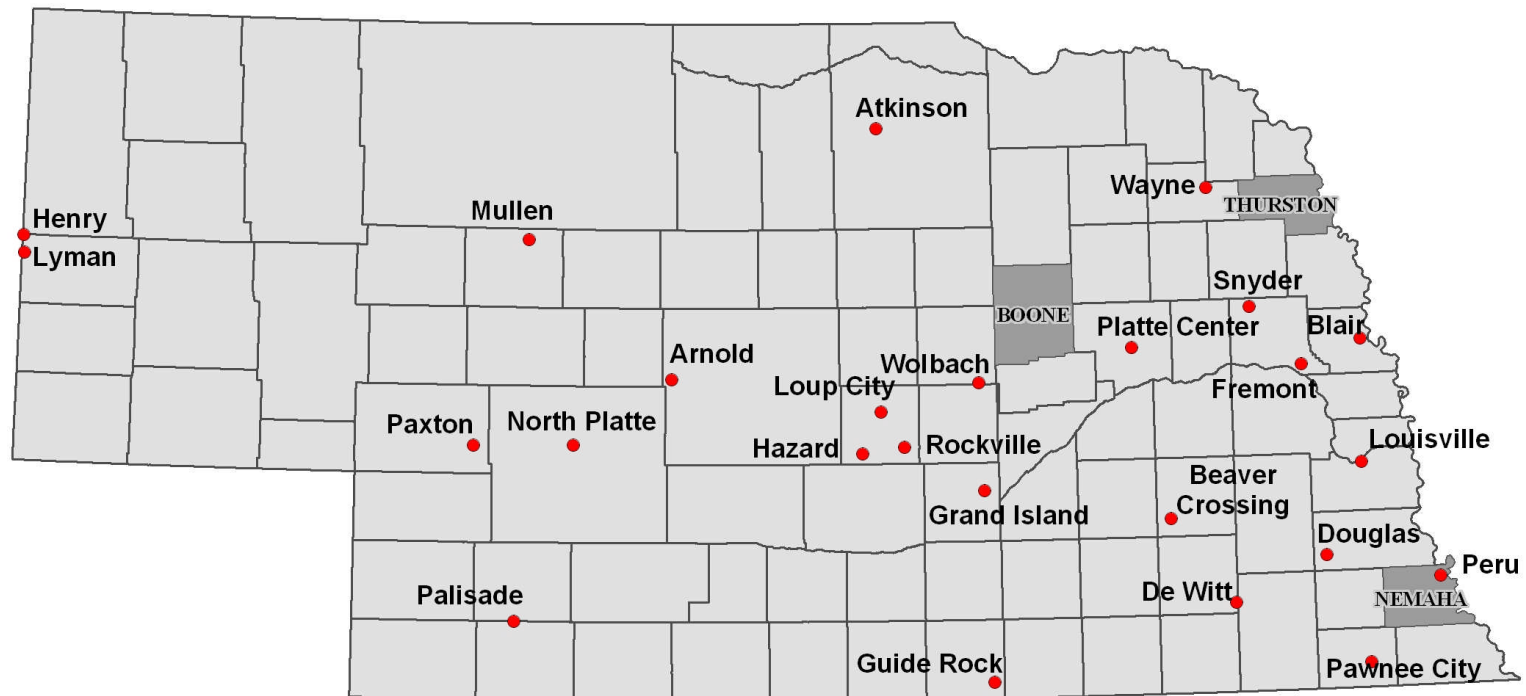 Atkinson
Wayne
THURSTON
Henry
Mullen
Lyman
Snyder
BOONE
Platte Center
Blair
Arnold
Wolbach
Loup City
Fremont
Paxton
North Platte
Hazard
Rockville
Louisville
Beaver
Crossing
Grand Island
Douglas
Peru
Palisade
De Witt
NEMAHA
Guide Rock
Pawnee City